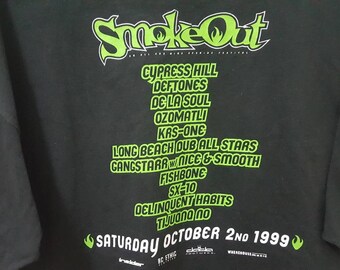 SmokeOut
CYPRESS HILL
DEFTONES
DE LA SOUL
OZOMATLI
KRS-ONE
LONG BEACH DUB ALL STARS
GANGSTARR w/ NICE & SMOOTH
FISHBONE
SX-10
DELINQUENT HABITS
TIJUANA NO
SATURDAY OCTOBER 2ND 1999